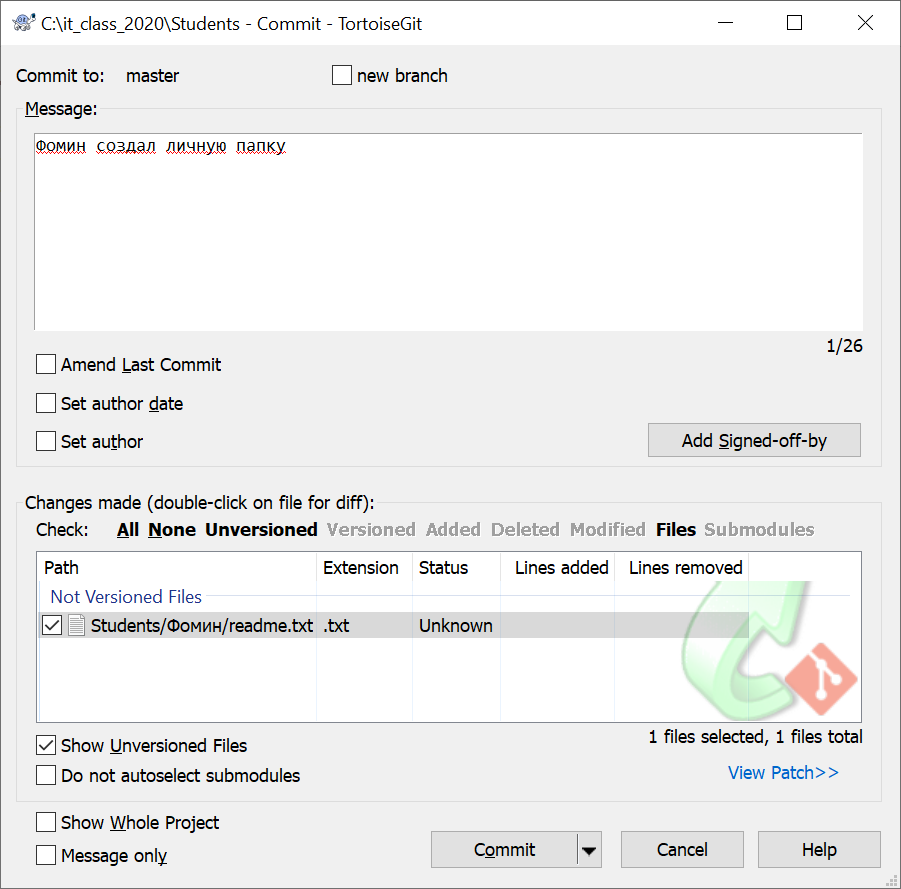 C:\it_class_2020\Students - Commit - TortoiseGit
Commit to: master new branch
Message:
Фомин создал личную папку
1/26
Amend Last Commit
Set author date
Set author
Add Signed-off-by
Changes made (double-click on file for diff):
Check: All None Unversioned Versioned Added Deleted Modified Files Submodules
Path Extension Status Lines added Lines removed
Not Versioned Files
Students/Фомин/readme.txt .txt Unknown
Show Unversioned Files
1 files selected, 1 files total
Do not autoselect submodules
View Patch>>
Show Whole Project
Message only
Commit Cancel Help